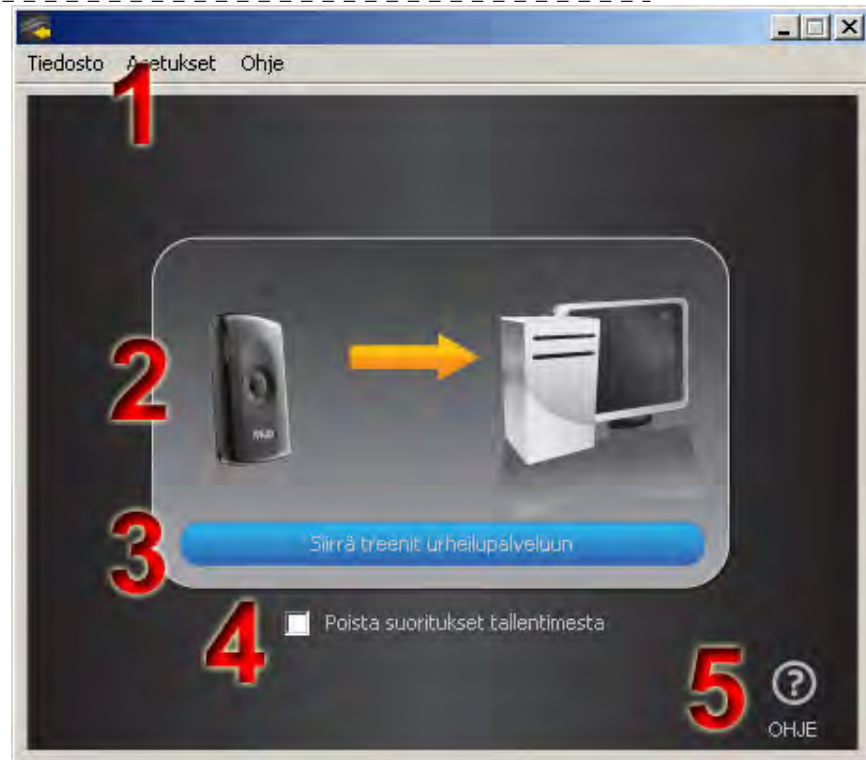 Tiedosto Asetukset Ohje
1
2
3
Siirrä treenit urheilupalveluun
4
Poista suoritukset tallentimesta
5
OHJE